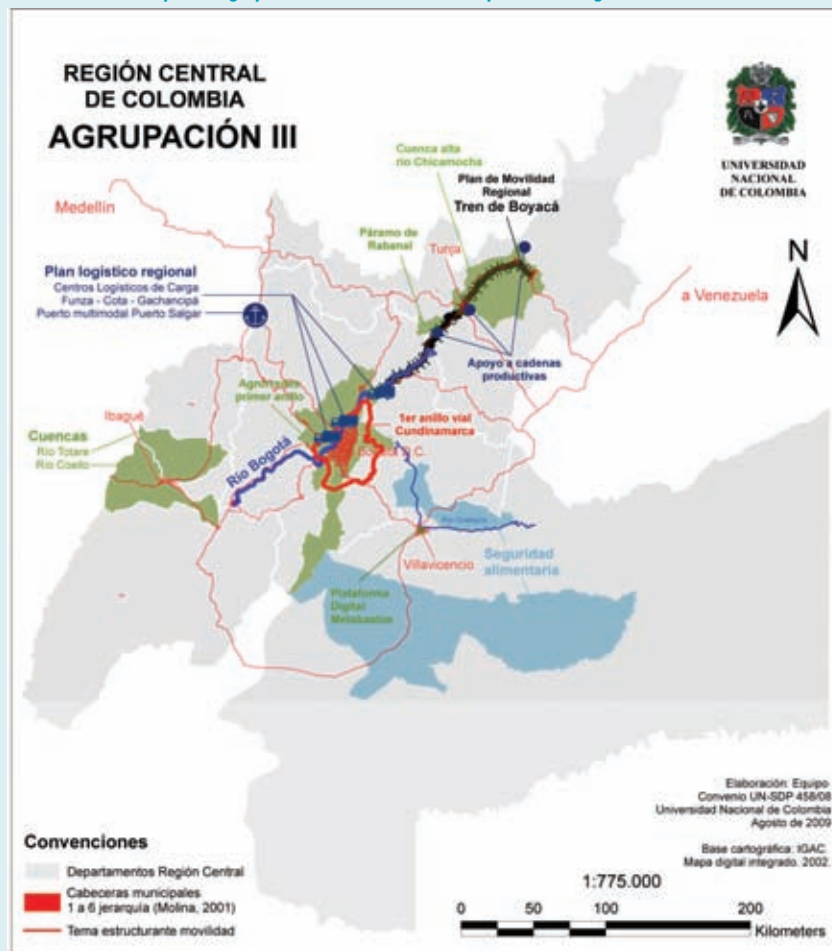 REGIÓN CENTRAL
DE COLOMBIA
AGRUPACIÓN III
UNIVERSIDAD
NACIONAL
DE COLOMBIA
N
Cuenca alta
río Chicamocha
Plan de Movilidad
Regional
Tren de Boyacá
Medellín
Páramo de
Rabanal
Tunja
Plan logístico regional
Centros Logísticos de Carga
Funza - Cota - Gachancipá
Puerto multimodal Puerto Salgar
a Venezuela
Apoyo a cadenas
productivas
primer anillo
1er anillo vial
Cundinamarca
Ibagué
Cuencas
Río Totare
Río Coello
Río Bogotá
Bogotá D.C.
Seguridad
alimentaria
Villavicencio
Plataforma
Digital
Metabastos
Elaboración: Equipo
Convenio UN-SDP 458/08
Universidad Nacional de Colombia
Agosto de 2009
Base cartográfica: IGAC.
Mapa digital integrado. 2002.
Convenciones
Departamentos Región Central
Cabeceras municipales
1 a 6 jerarquía (Molina, 2001)
Tema estructurante movilidad
1:775.000
0 50 100 200
Kilometers